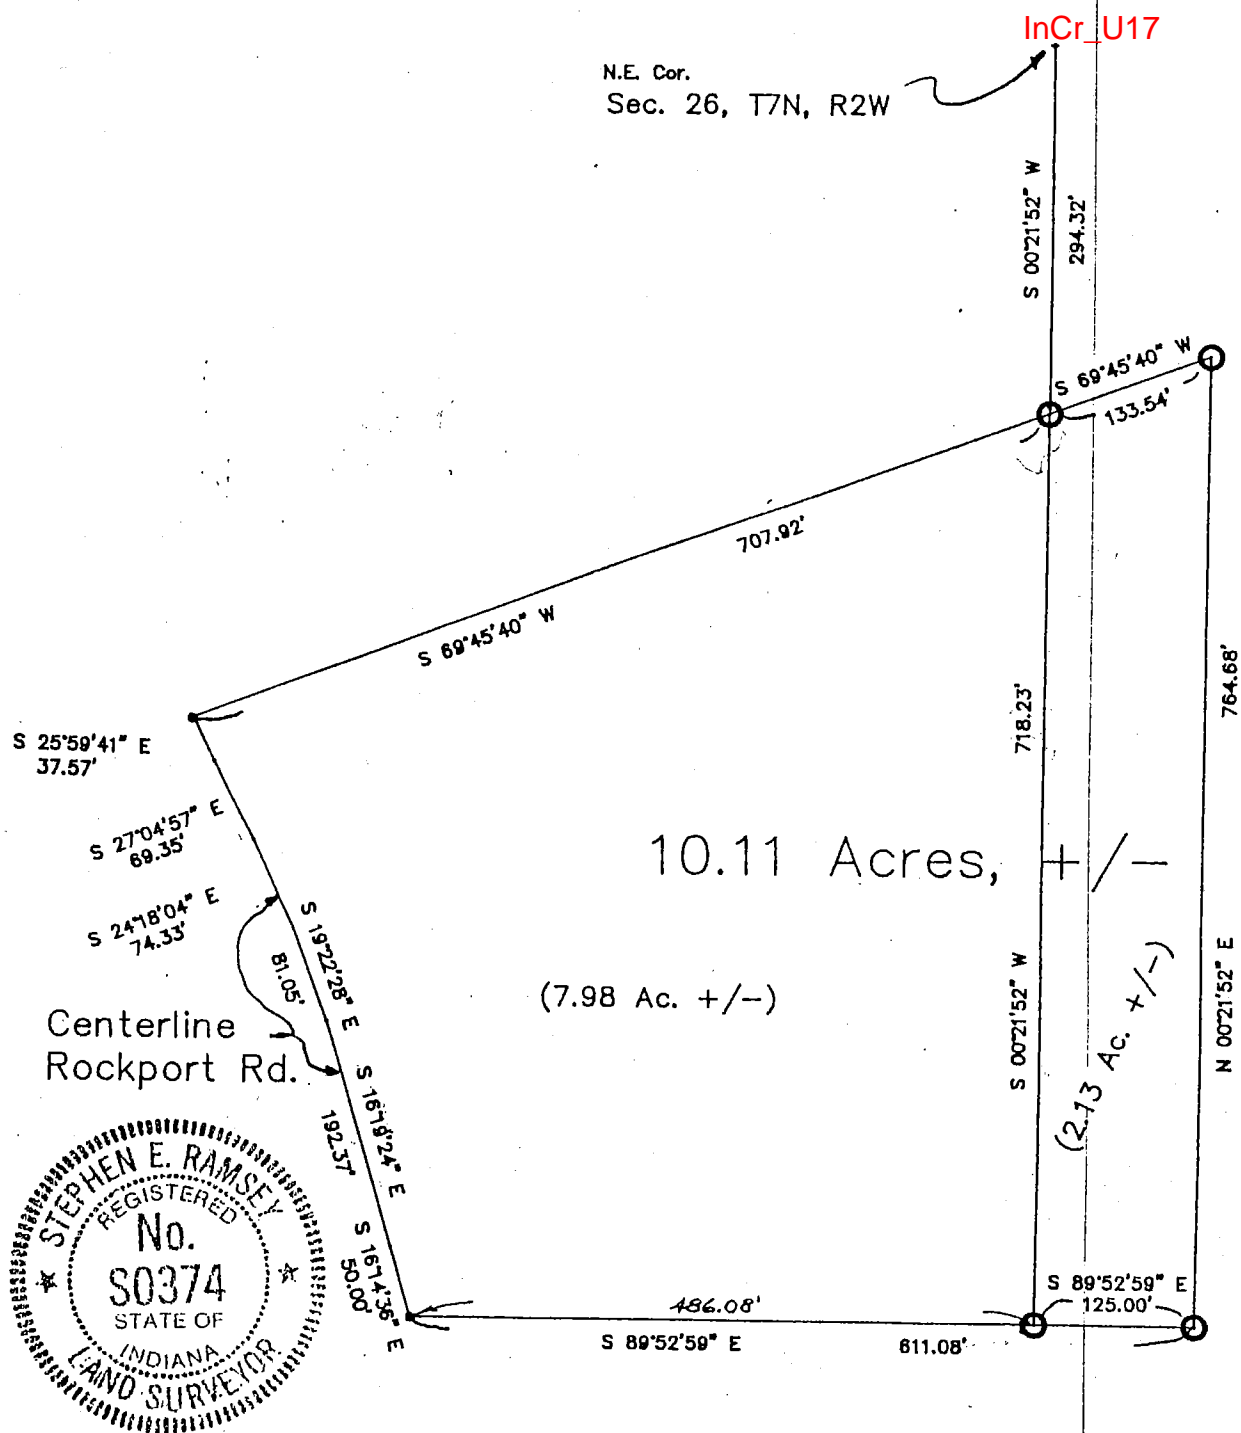 InCr_U17
N.E. Cor.
Sec. 26, T7N, R2W
S 00°21'52" W
294.32'
S 69°45'40" W
133.54'
707.92'
S 69°45'40" W
S 25°59'41" E
37.57'
S 27°04'57" E
69.35'
S 24°18'04" E
74.33'
S 19°22'28" E
81.05'
Centerline
Rockport Rd.
S 16°19'24" E
192.37'
S 16°14'36" E
50.00'
718.23'
764.68'
10.11 Acres, +/-
(7.98 Ac. +/-)
S 00°21'52" W
(2.13 Ac. +/-)
N 00°21'52" E
486.08'
S 89°52'59" E
611.08'
S 89°52'59" E
125.00'
STEPHEN E. RAMSEY
REGISTERED
No.
S0374
STATE OF
INDIANA
LAND SURVEYOR